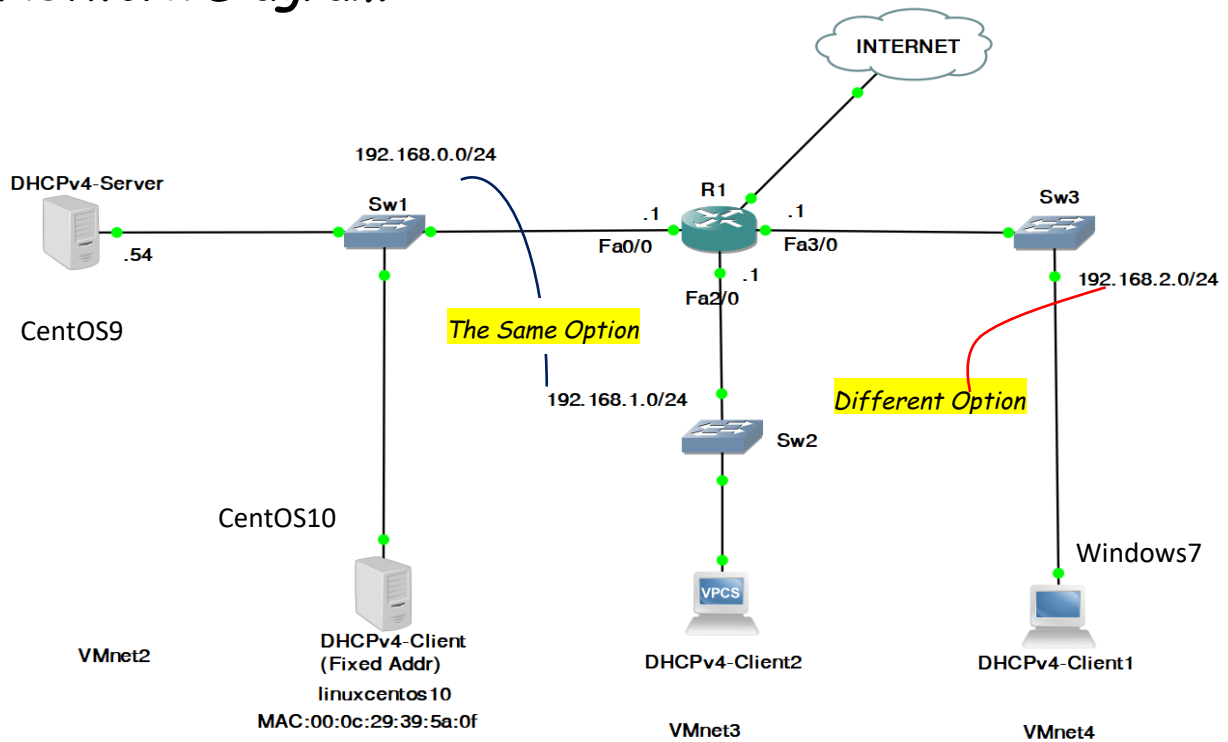 INTERNET
192.168.0.0/24
DHCPv4-Server
Sw1
R1
Sw3
.54
.1
Fa0/0
.1
Fa3/0
.1
Fa2/0
192.168.2.0/24
CentOS9
The Same Option
192.168.1.0/24
Different Option
Sw2
CentOS10
Windows7
VPCS
DHCPv4-Client
(Fixed Addr)
linuxcentos10
MAC:00:0c:29:39:5a:0f
DHCPv4-Client2
DHCPv4-Client1
VMnet2
VMnet3
VMnet4